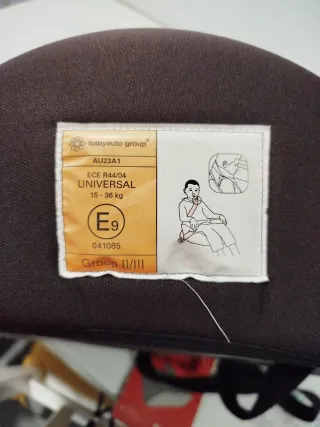 babyauto group®
AU23A1
ECE R44/04
UNIVERSAL
15 - 36 kg
E9
041085
Group II/III